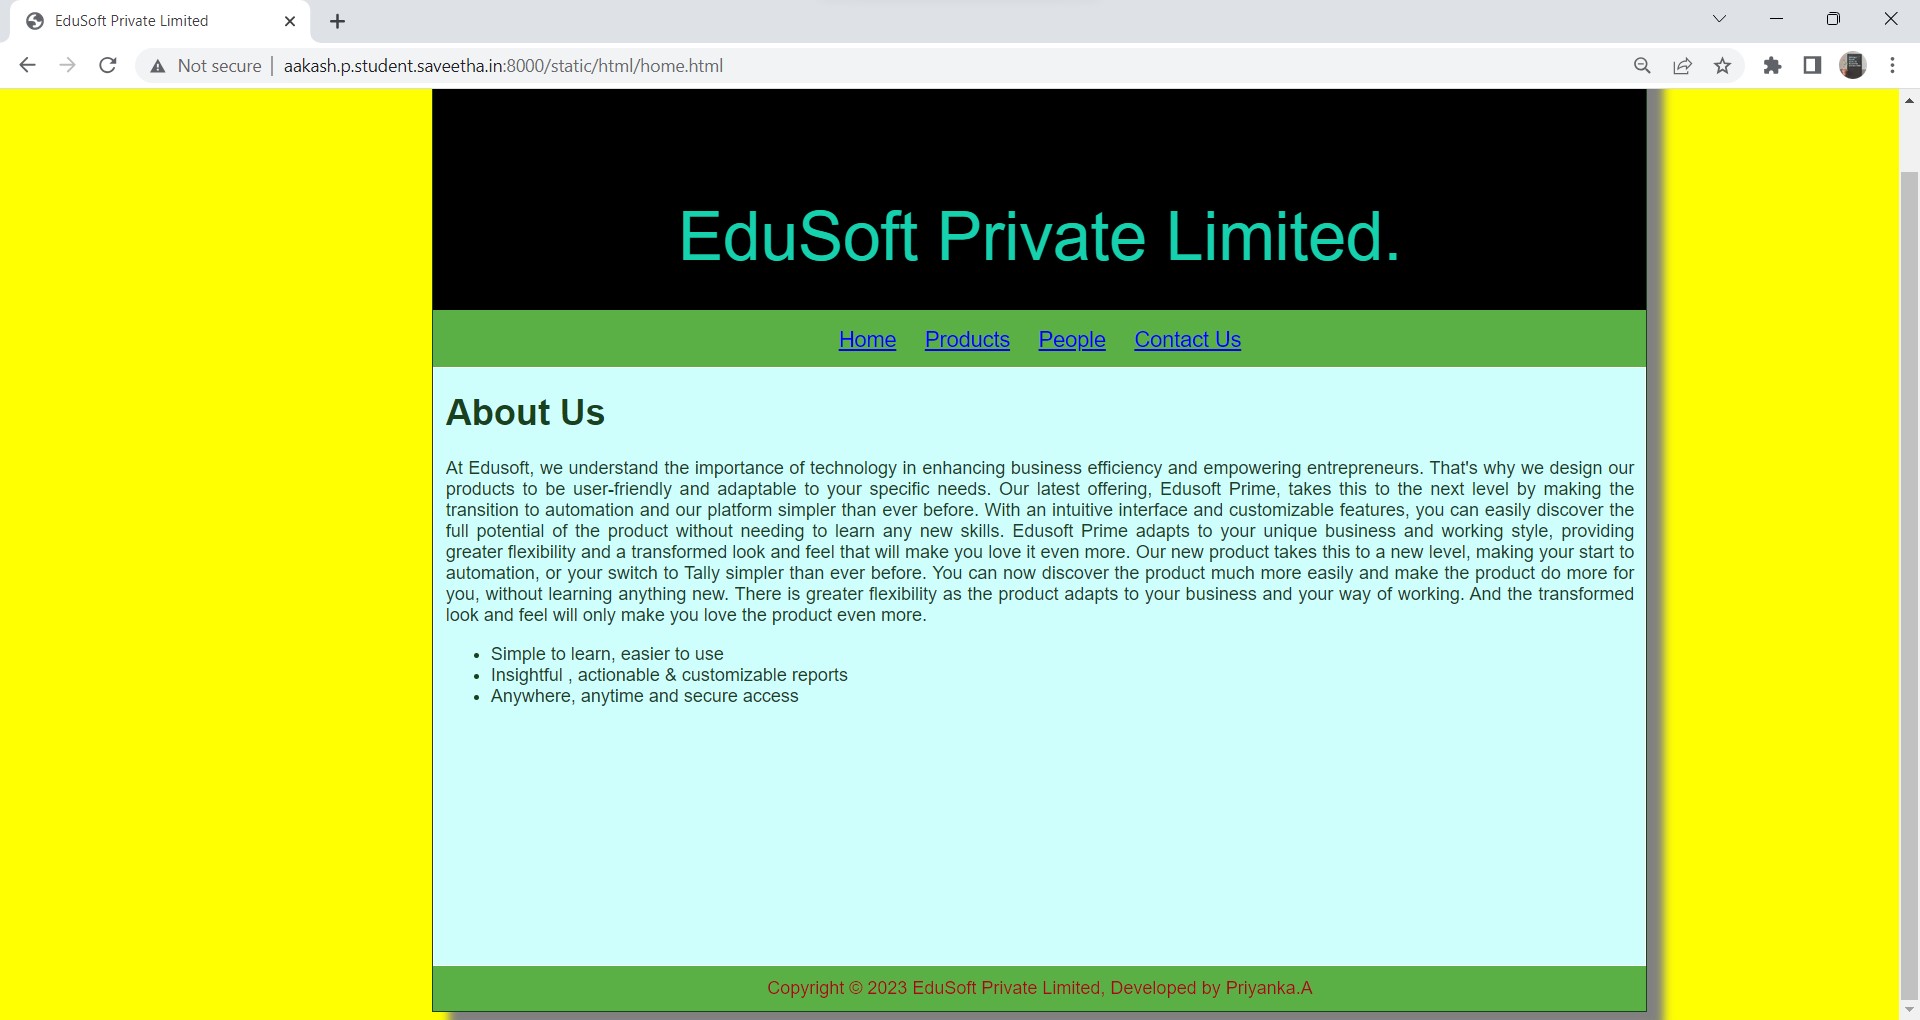 EduSoft Private Limited
Not secure
aakash.p.student.saveetha.in:8000/static/html/home.html
EduSoft Private Limited.
Home Products People Contact Us
About Us
At Edusoft, we understand the importance of technology in enhancing business efficiency and empowering entrepreneurs. That's why we design our
products to be user-friendly and adaptable to your specific needs. Our latest offering, Edusoft Prime, takes this to the next level by making the
transition to automation and our platform simpler than ever before. With an intuitive interface and customizable features, you can easily discover the
full potential of the product without needing to learn any new skills. Edusoft Prime adapts to your unique business and working style, providing
greater flexibility and a transformed look and feel that will make you love it even more. Our new product takes this to a new level, making your start to
automation, or your switch to Tally simpler than ever before. You can now discover the product much more easily and make the product do more for
you, without learning anything new. There is greater flexibility as the product adapts to your business and your way of working. And the transformed
look and feel will only make you love the product even more.
• Simple to learn, easier to use
• Insightful , actionable & customizable reports
• Anywhere, anytime and secure access
Copyright © 2023 EduSoft Private Limited, Developed by Priyanka.A